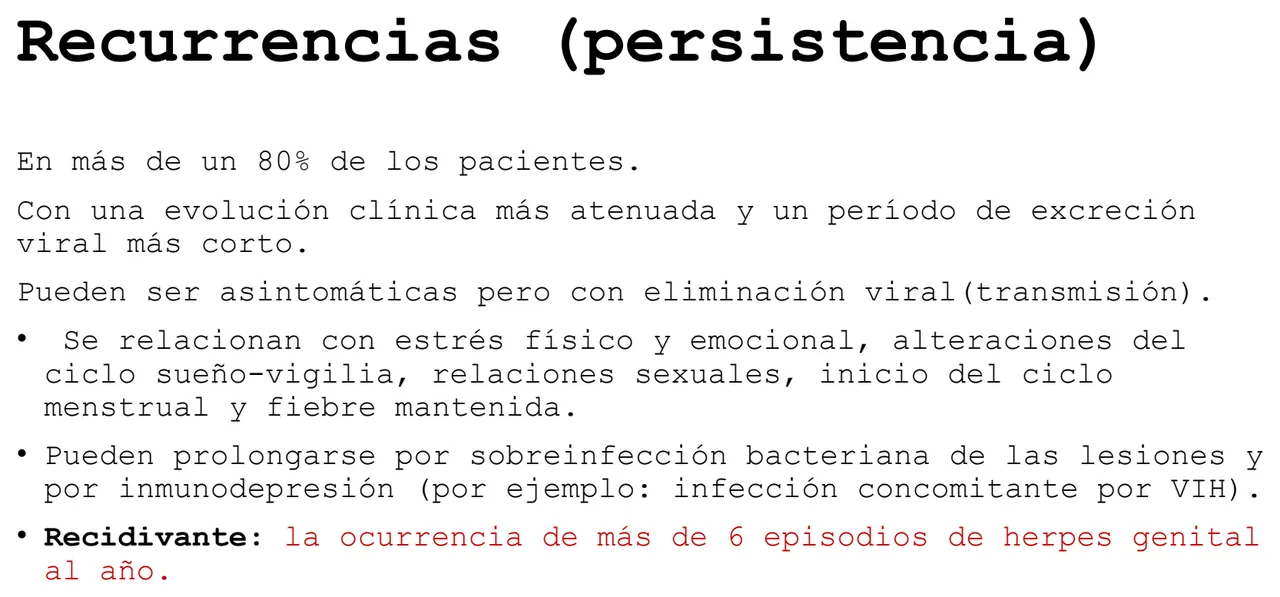 Recurrencias (persistencia)
En más de un 80% de los pacientes.
Con una evolución clínica más atenuada y un período de excreción
viral más corto.
Pueden ser asintomáticas pero con eliminación viral(transmisión).
• Se relacionan con estrés físico y emocional, alteraciones del
ciclo sueño-vigilia, relaciones sexuales, inicio del ciclo
menstrual y fiebre mantenida.
• Pueden prolongarse por sobreinfección bacteriana de las lesiones y
por inmunodepresión (por ejemplo: infección concomitante por VIH).
• Recidivante: la ocurrencia de más de 6 episodios de herpes genital
al año.